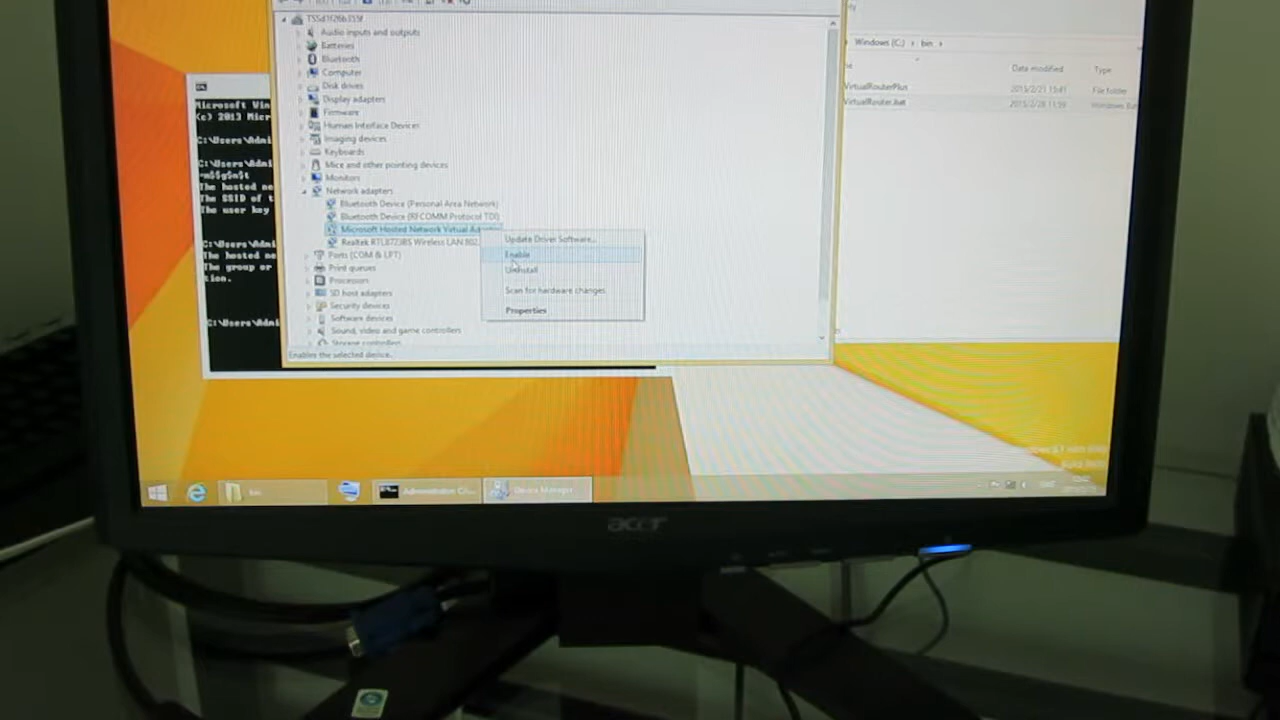 TSSd1f26b355f
Audio inputs and outputs
Batteries
Bluetooth
Computer
Disk drives
Display adapters
Firmware
Human Interface Devices
Imaging devices
Keyboards
Mice and other pointing devices
Monitors
Network adapters
Bluetooth Device (Personal Area Network)
Bluetooth Device (RFCOMM Protocol TDI)
Microsoft Hosted Network Virtual
Realtek RTL8723BS Wireless LAN 802.
Ports (COM & LPT)
Print queues
Processors
SD host adapters
Security devices
Software devices
Sound, video and game controllers
Storage controllers
Enables the selected device.
Update Driver Software...
Enable
Uninstall
Scan for hardware changes
Properties
Microsoft Win
(c) 2013 Micr
C:\Users\Admi
C:\Users\Admi
=m$$g$m$t
The hosted ne
The SSID of t
The user key
C:\Users\Admi
The hosted ne
The group or
tion.
C:\Users\Admi
Windows (C:) bin
Date modified Type
VirtualRouterPlus 2015/2/21 15:41 File folder
VirtualRouter.bat 2015/2/28 11:59 Windows Bat
bin
Administrator: C...
Device Manager
acer